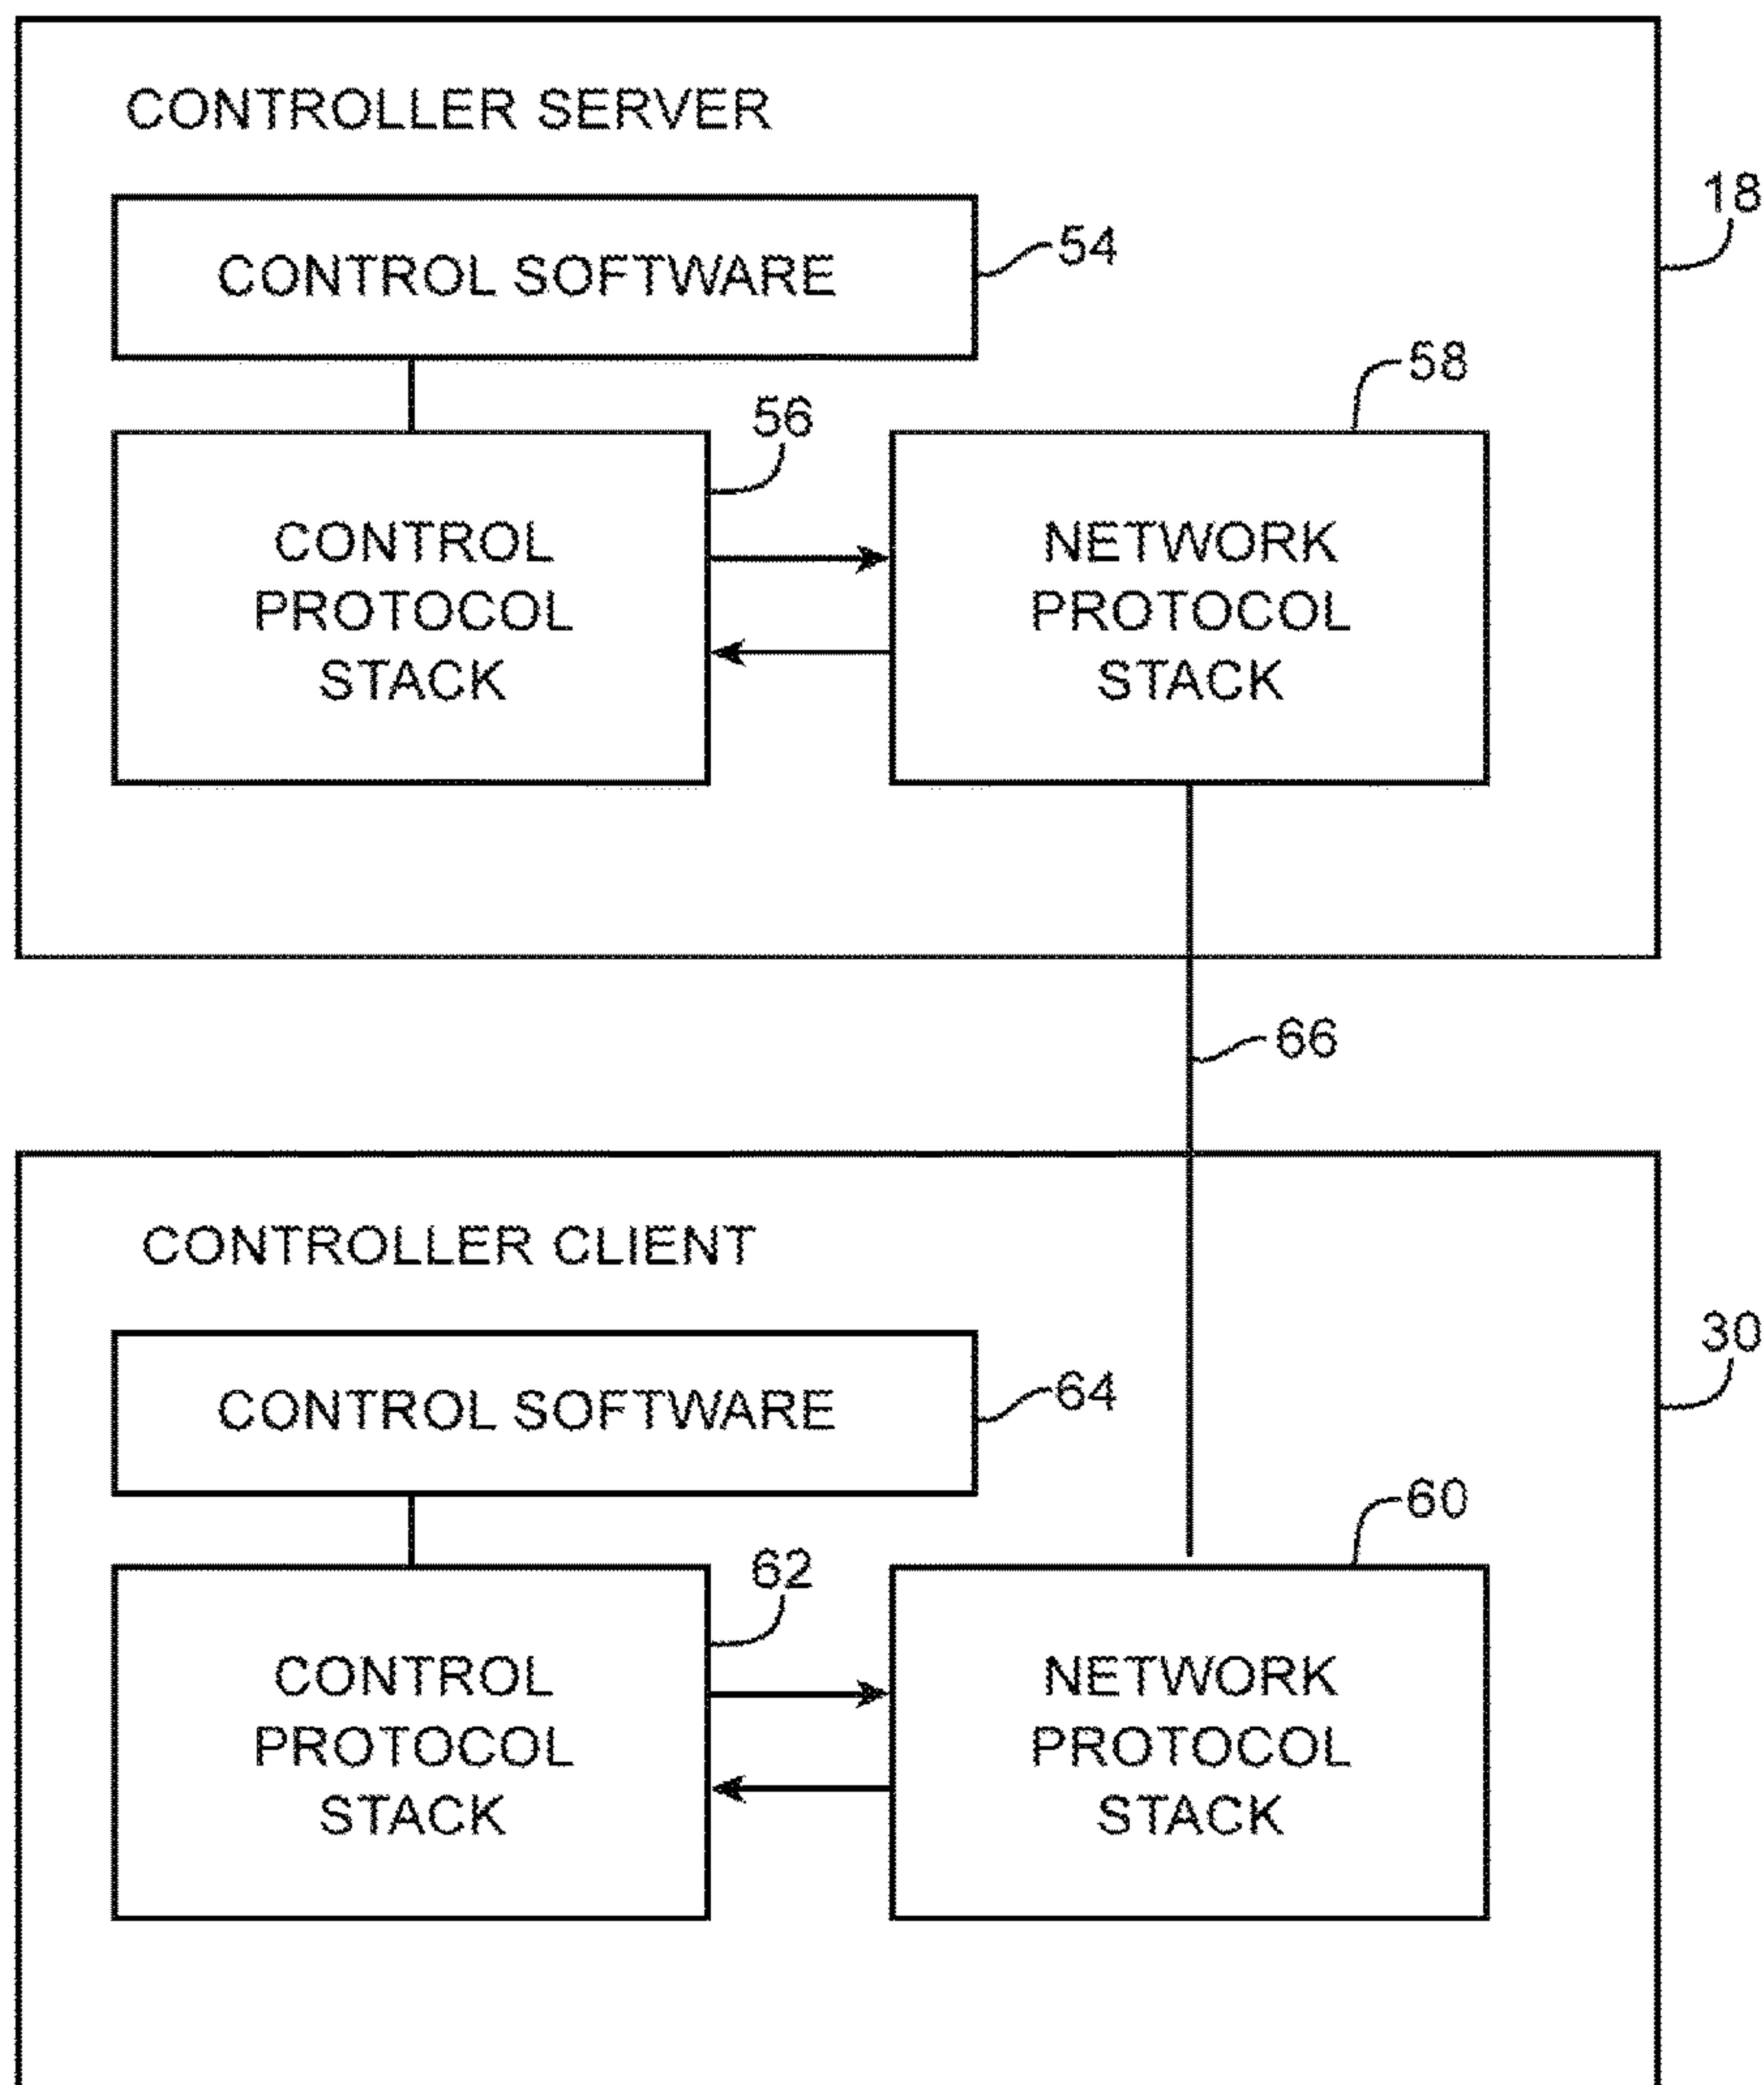 CONTROLLER SERVER
18
CONTROL SOFTWARE
54
58
56
CONTROL
PROTOCOL
STACK
NETWORK
PROTOCOL
STACK
66
CONTROLLER CLIENT
30
CONTROL SOFTWARE
64
60
62
CONTROL
PROTOCOL
STACK
NETWORK
PROTOCOL
STACK